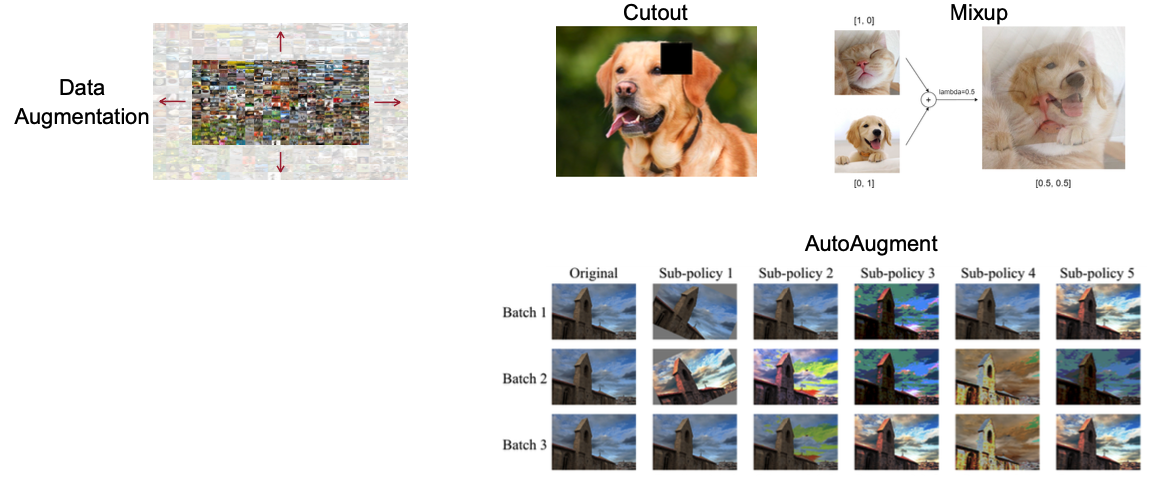 Data
Augmentation
Cutout
Mixup
[1, 0]
+
lambda=0.5
[0, 1]
[0.5, 0.5]
AutoAugment
Original Sub-policy 1 Sub-policy 2 Sub-policy 3 Sub-policy 4 Sub-policy 5
Batch 1
Batch 2
Batch 3